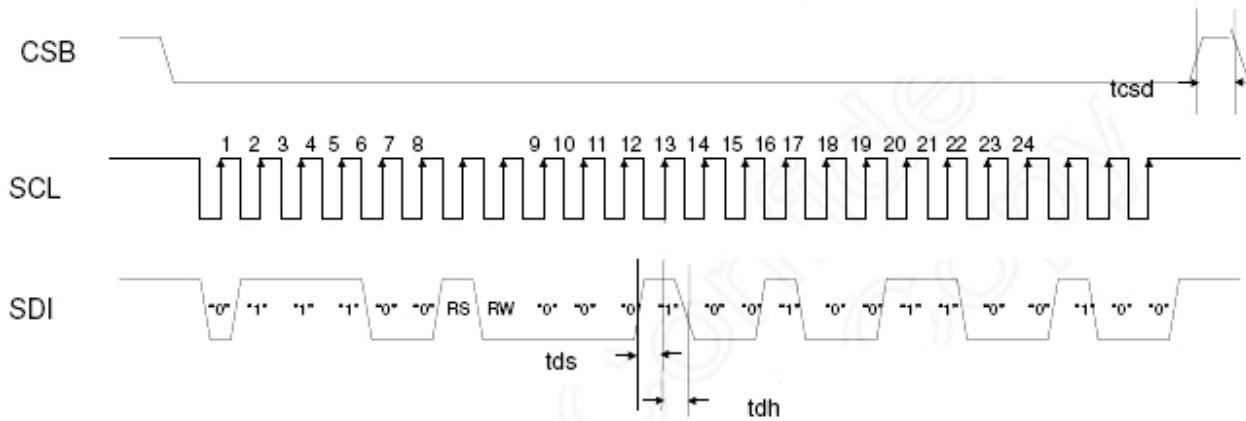 CSB
tcsd
1 2 3 4 5 6 7 8 9 10 11 12 13 14 15 16 17 18 19 20 21 22 23 24
SCL
SDI
"0" "1" "1" "1" "0" "0" RS RW "0" "0" "0" "1" "0" "0" "1" "0" "0" "1" "1" "0" "0" "1" "0" "0"
tds
tdh